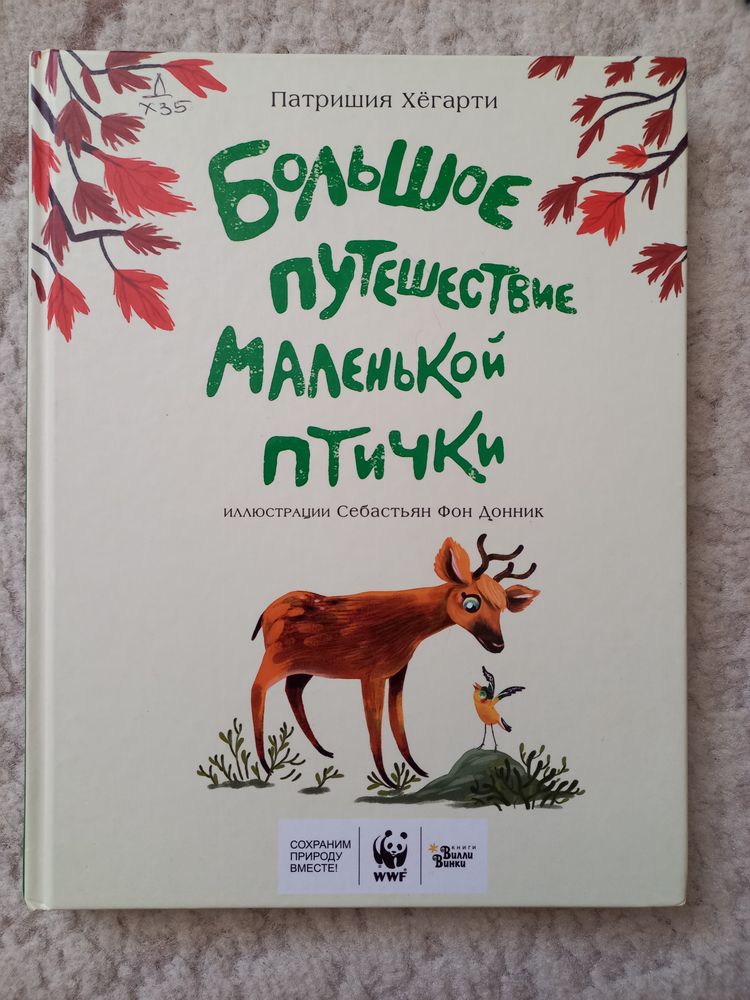 Д
х35
Патришия Хёгарти
Большое
путешествие
маленькой
птички
иллюстрации Себастьян Фон Донник
СОХРАНИМ
ПРИРОДУ
ВМЕСТЕ!
WWF
книги
Вилли
Винки